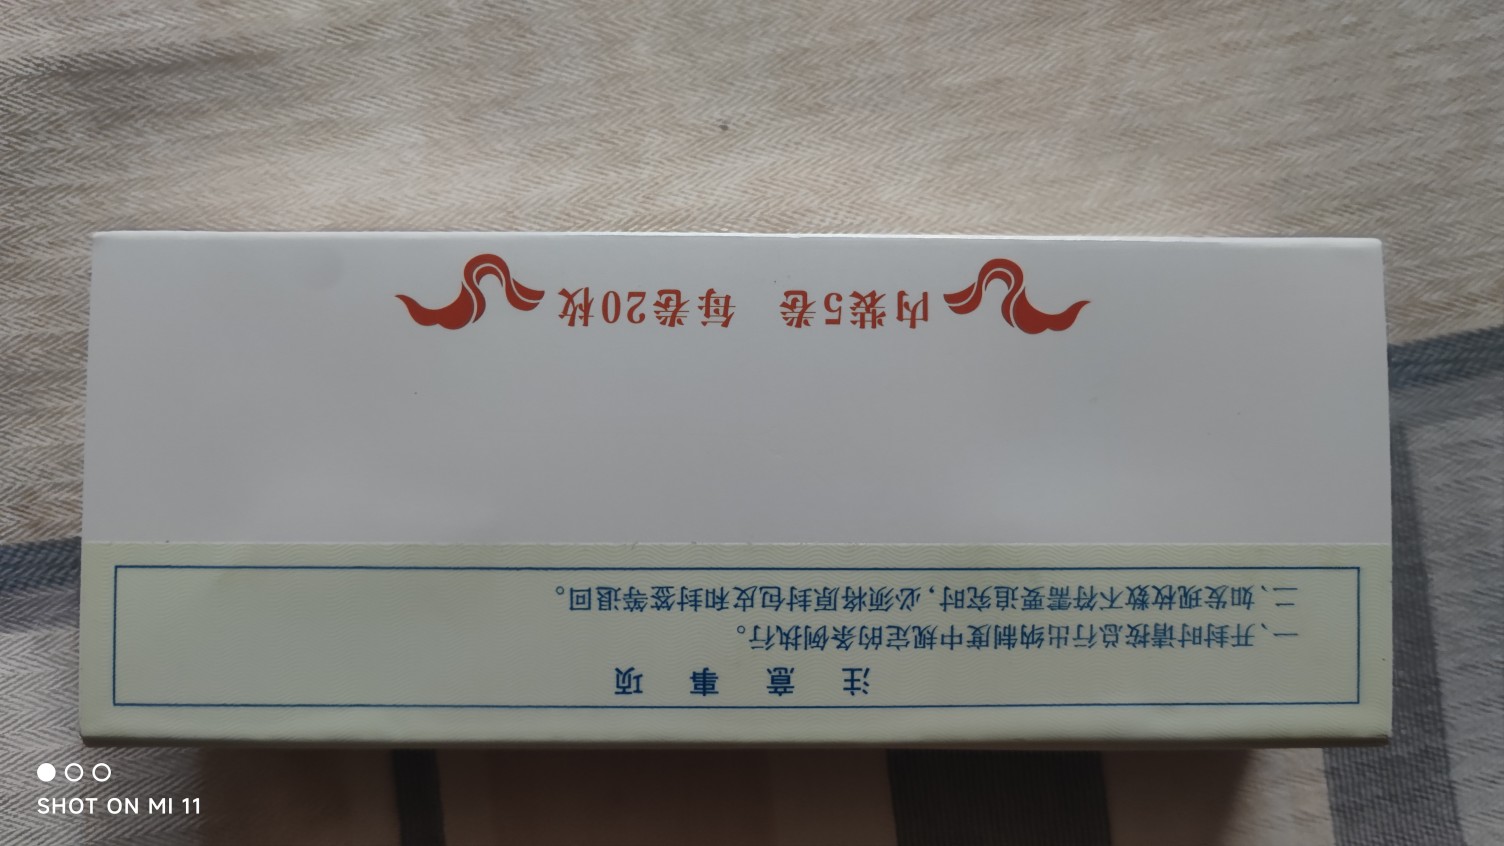 注意事项
一、开封时请按总行出纳制度中规定的条例执行。
二、如发现枚数不符需要追究时，必须将原封包皮和封签等退回。
内装5卷 每卷20枚
SHOT ON MI 11